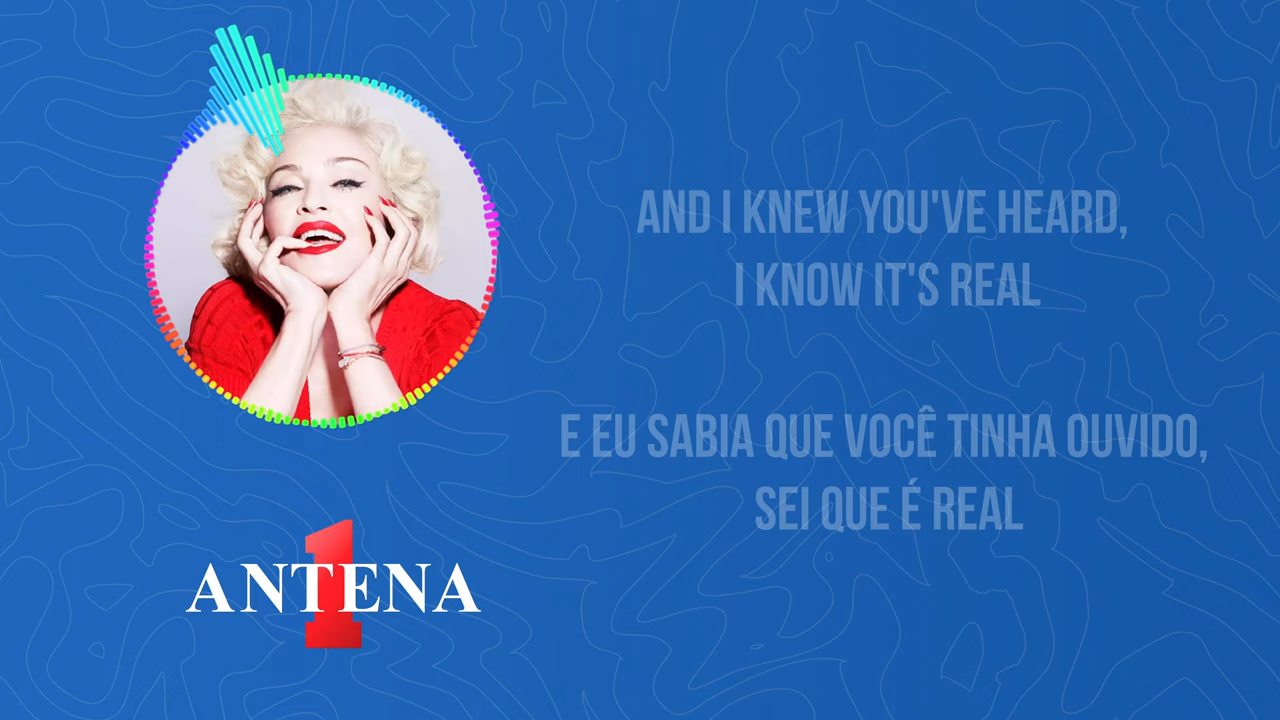 AND I KNEW YOU'VE HEARD,
I KNOW IT'S REAL
E EU SABIA QUE VOCÊ TINHA OUVIDO,
SEI QUE É REAL
ANTENA 1